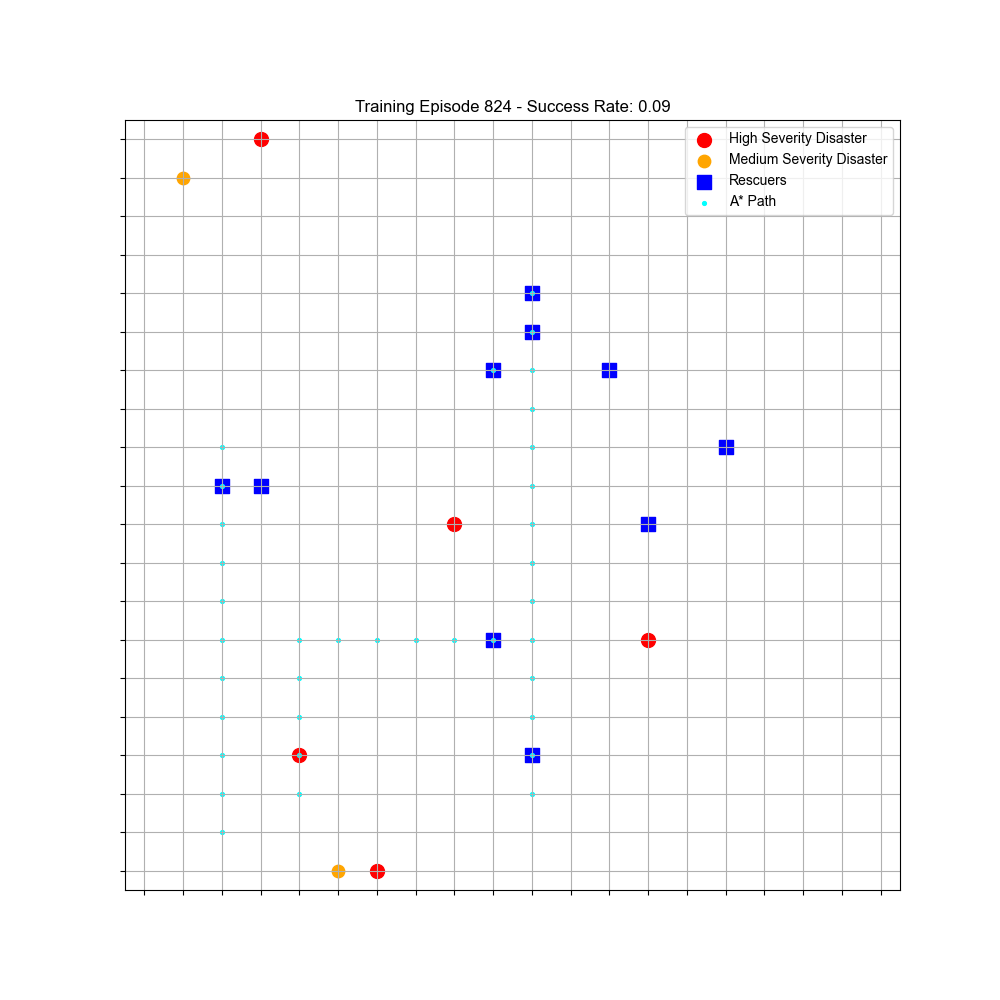 Training Episode 824 - Success Rate: 0.09
High Severity Disaster
Medium Severity Disaster
Rescuers
A* Path